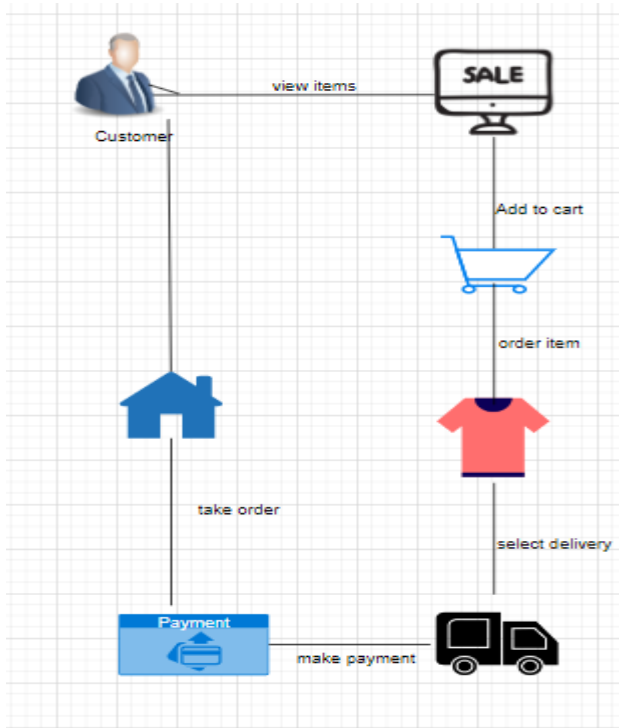 SALE
view items
Customer
Add to cart
order item
take order
select delivery
Payment
make payment